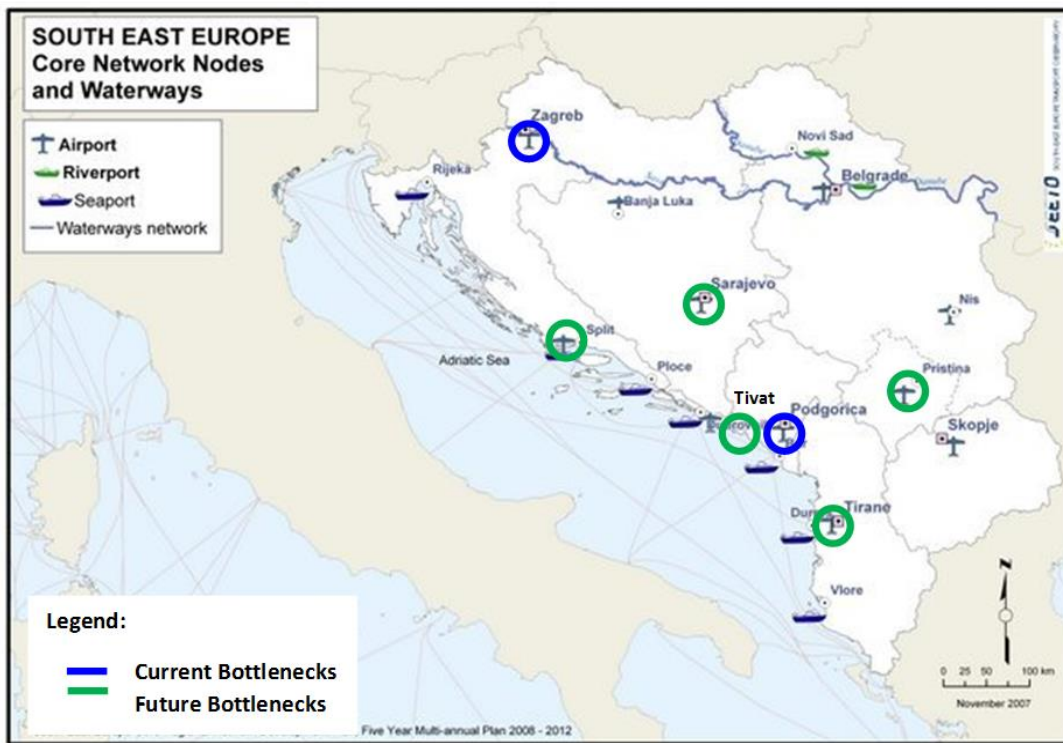 SOUTH EAST EUROPE
Core Network Nodes
and Waterways
Airport
Riverport
Seaport
Waterways network
Zagreb
Rijeka
Novi Sad
Belgrade
Banja Luka
Sarajevo
Nis
Split
Adriatic Sea
Ploce
Pristina
Tivat
Podgorica
Skopje
Tirane
Vlore
N
0 25 50 100 km
November 2007
Legend:
Current Bottlenecks
Future Bottlenecks
Five Year Multi-annual Plan 2008 - 2012
SEETO